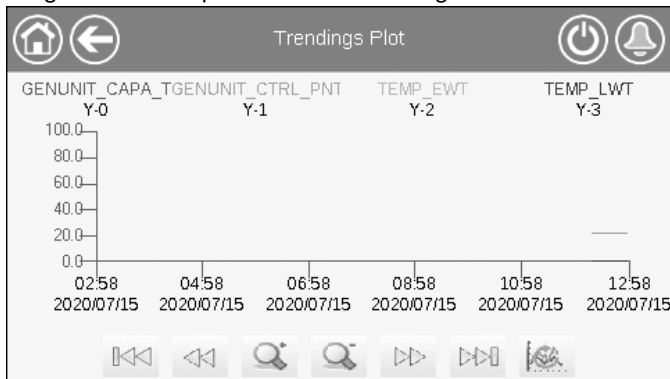 Trendings Plot
GENUNIT_CAPA_TGENUNIT_CTRL_PNT TEMP_EWT TEMP_LWT
Y-0 Y-1 Y-2 Y-3
100.0
80.0
60.0
40.0
20.0
0.0
02:58 04:58 06:58 08:58 10:58 12:58
2020/07/15 2020/07/15 2020/07/15 2020/07/15 2020/07/15 2020/07/15